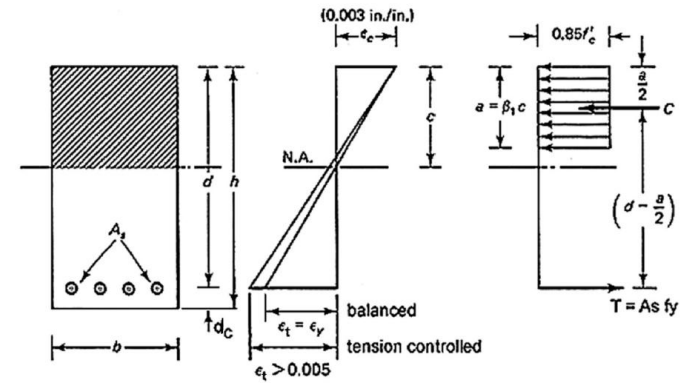 (0.003 in./in.)
ϵc
0.85f′c
a/2
a = β₁c
C
c
N.A.
d
h
(d − a/2)
As
T = As fy
dc
b
balanced
ϵt = ϵy
tension controlled
ϵt > 0.005